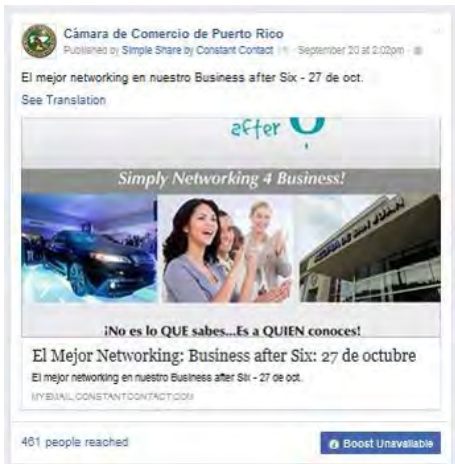 Cámara de Comercio de Puerto Rico
Published by Simple Share by Constant Contact · September 20 at 2:02pm ·
El mejor networking en nuestro Business after Six - 27 de oct.
See Translation
after
Simply Networking 4 Business!
SAN JUAN
¡No es lo QUE sabes...Es a QUIEN conoces!
El Mejor Networking: Business after Six: 27 de octubre
El mejor networking en nuestro Business after Six - 27 de oct.
MYEMAIL.CONSTANTCONTACT.COM
461 people reached
Boost Unavailable